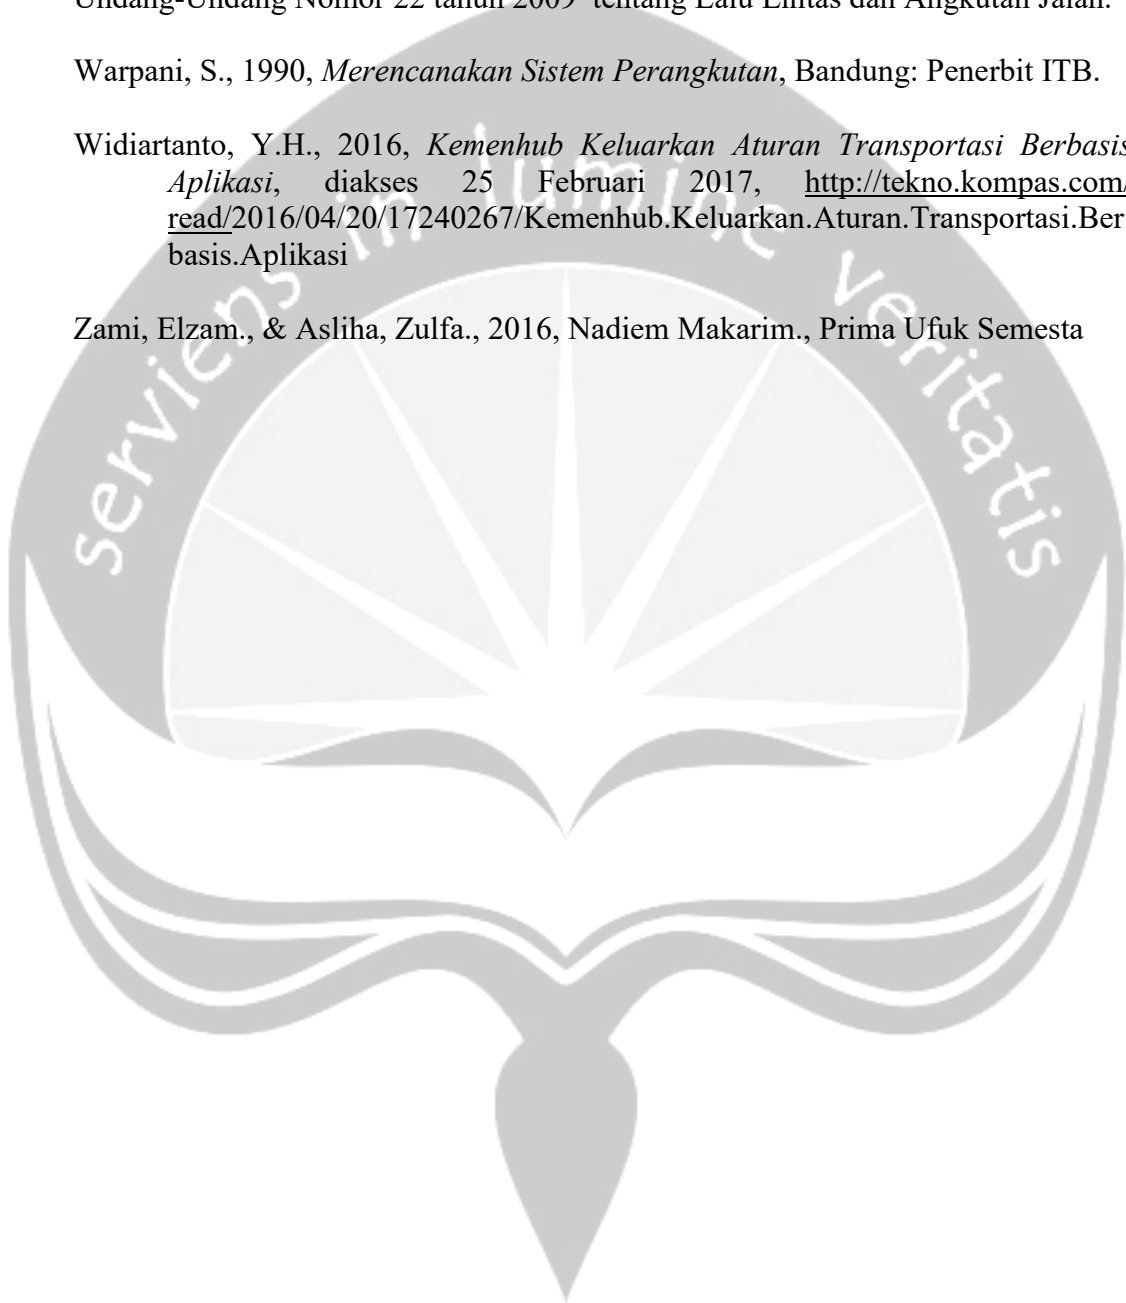 Undang-Undang Nomor 22 tahun 2009 tentang Lalu Lintas dan Angkutan Jalan.
Warpani, S., 1990, Merencanakan Sistem Perangkutan, Bandung: Penerbit ITB.
Widiartanto, Y.H., 2016, Kemenhub Keluarkan Aturan Transportasi Berbasis
Aplikasi, diakses 25 Februari 2017, http://tekno.kompas.com/
read/2016/04/20/17240267/Kemenhub.Keluarkan.Aturan.Transportasi.Ber
basis.Aplikasi
Zami, Elzam., & Asliha, Zulfa., 2016, Nadiem Makarim., Prima Ufuk Semesta
serviens in lumine veritatis